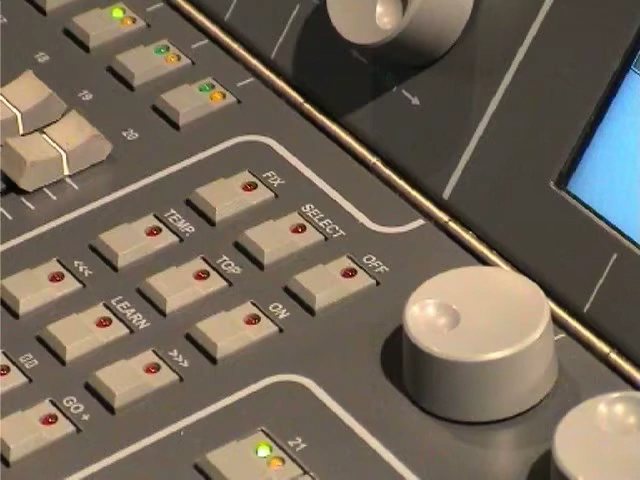 18
19
20
FIX
SELECT
OFF
TEMP.
TOP
ON
<<<
LEARN
>>>
GO +
21